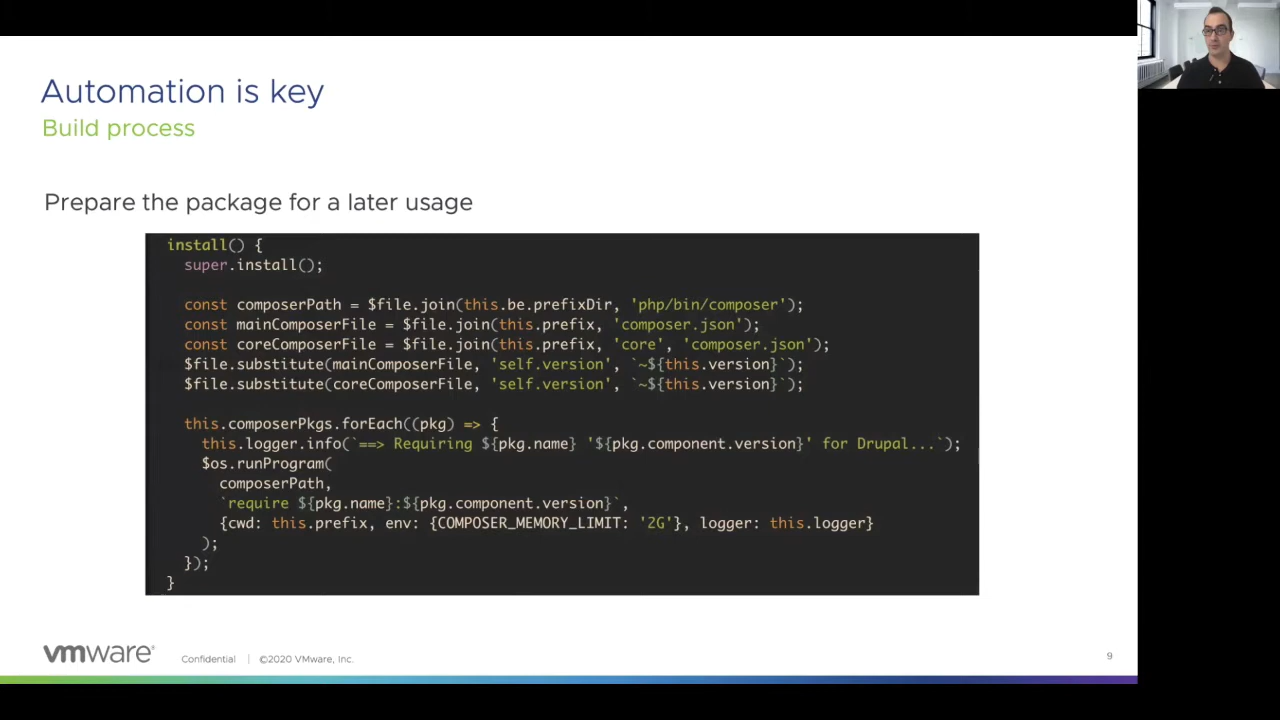 Automation is key
Build process
Prepare the package for a later usage
install() {
super.install();
const composerPath = $file.join(this.be.prefixDir, 'php/bin/composer');
const mainComposerFile = $file.join(this.prefix, 'composer.json');
const coreComposerFile = $file.join(this.prefix, 'core', 'composer.json');
$file.substitute(mainComposerFile, 'self.version', `~${this.version}`);
$file.substitute(coreComposerFile, 'self.version', `~${this.version}`);
this.composerPkgs.forEach((pkg) => {
this.logger.info(`==> Requiring ${pkg.name} '${pkg.component.version}' for Drupal...`);
$os.runProgram(
composerPath,
`require ${pkg.name}:${pkg.component.version}`,
{cwd: this.prefix, env: {COMPOSER_MEMORY_LIMIT: '2G'}, logger: this.logger}
);
});
}
vmware®
Confidential | ©2020 VMware, Inc.
9